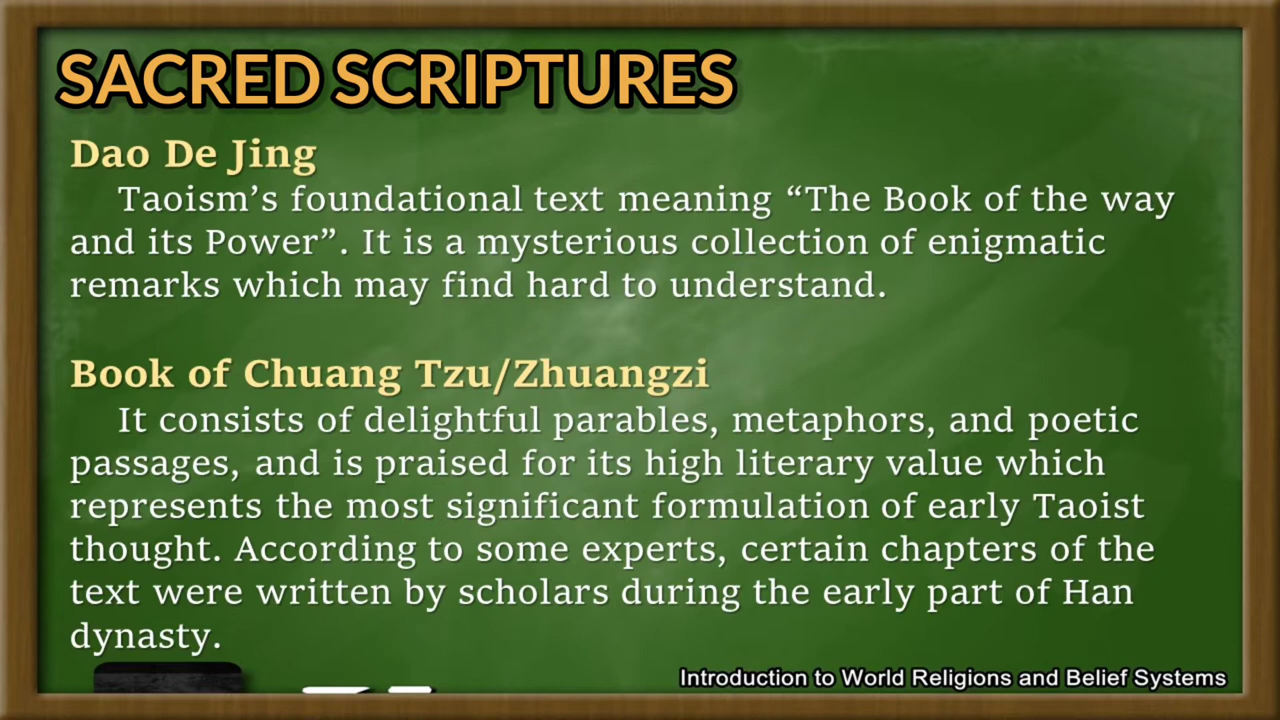 SACRED SCRIPTURES
Dao De Jing
Taoism’s foundational text meaning “The Book of the way
and its Power”. It is a mysterious collection of enigmatic
remarks which may find hard to understand.
Book of Chuang Tzu/Zhuangzi
It consists of delightful parables, metaphors, and poetic
passages, and is praised for its high literary value which
represents the most significant formulation of early Taoist
thought. According to some experts, certain chapters of the
text were written by scholars during the early part of Han
dynasty.
Introduction to World Religions and Belief Systems